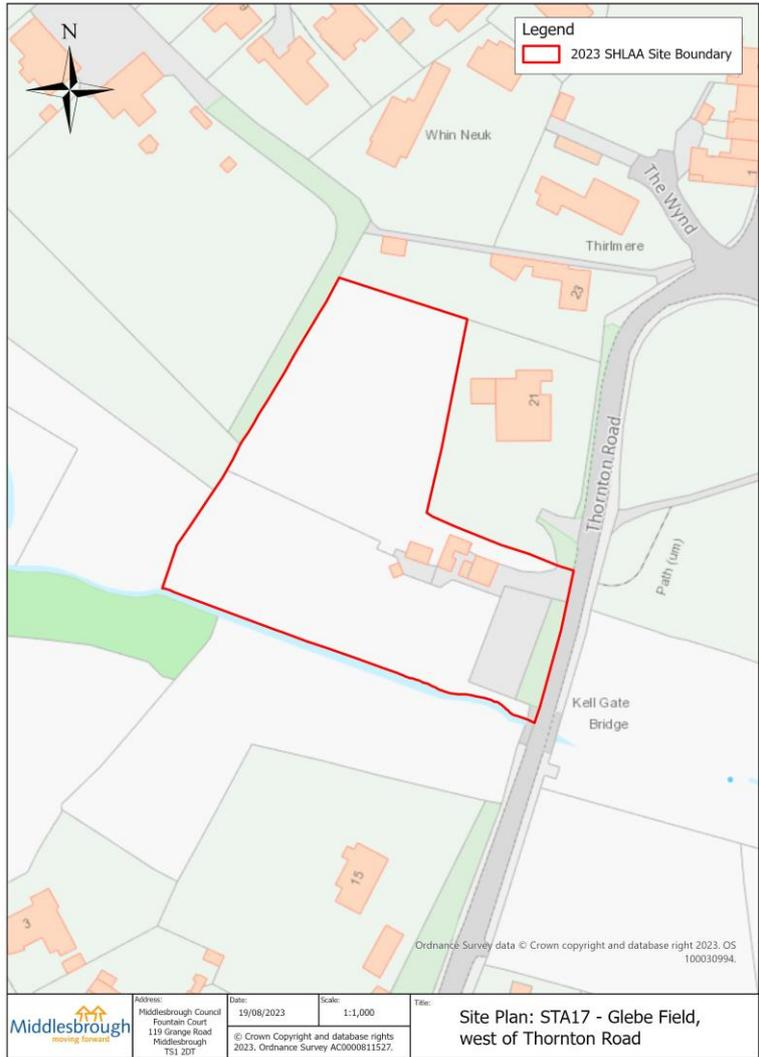 Legend
2023 SHLAA Site Boundary
N
Whin Neuk
The Wynd
1
Thirlmere
23
21
Thornton Road
Path (um)
Kell Gate
Bridge
15
3
Ordnance Survey data © Crown copyright and database right 2023. OS
100030994.
Middlesbrough
moving forward
Address:
Middlesbrough Council
Fountain Court
119 Grange Road
Middlesbrough
TS1 2DT
Date:
19/08/2023
Scale:
1:1,000
© Crown Copyright and database rights
2023. Ordnance Survey AC0000811527.
Title:
Site Plan: STA17 - Glebe Field,
west of Thornton Road